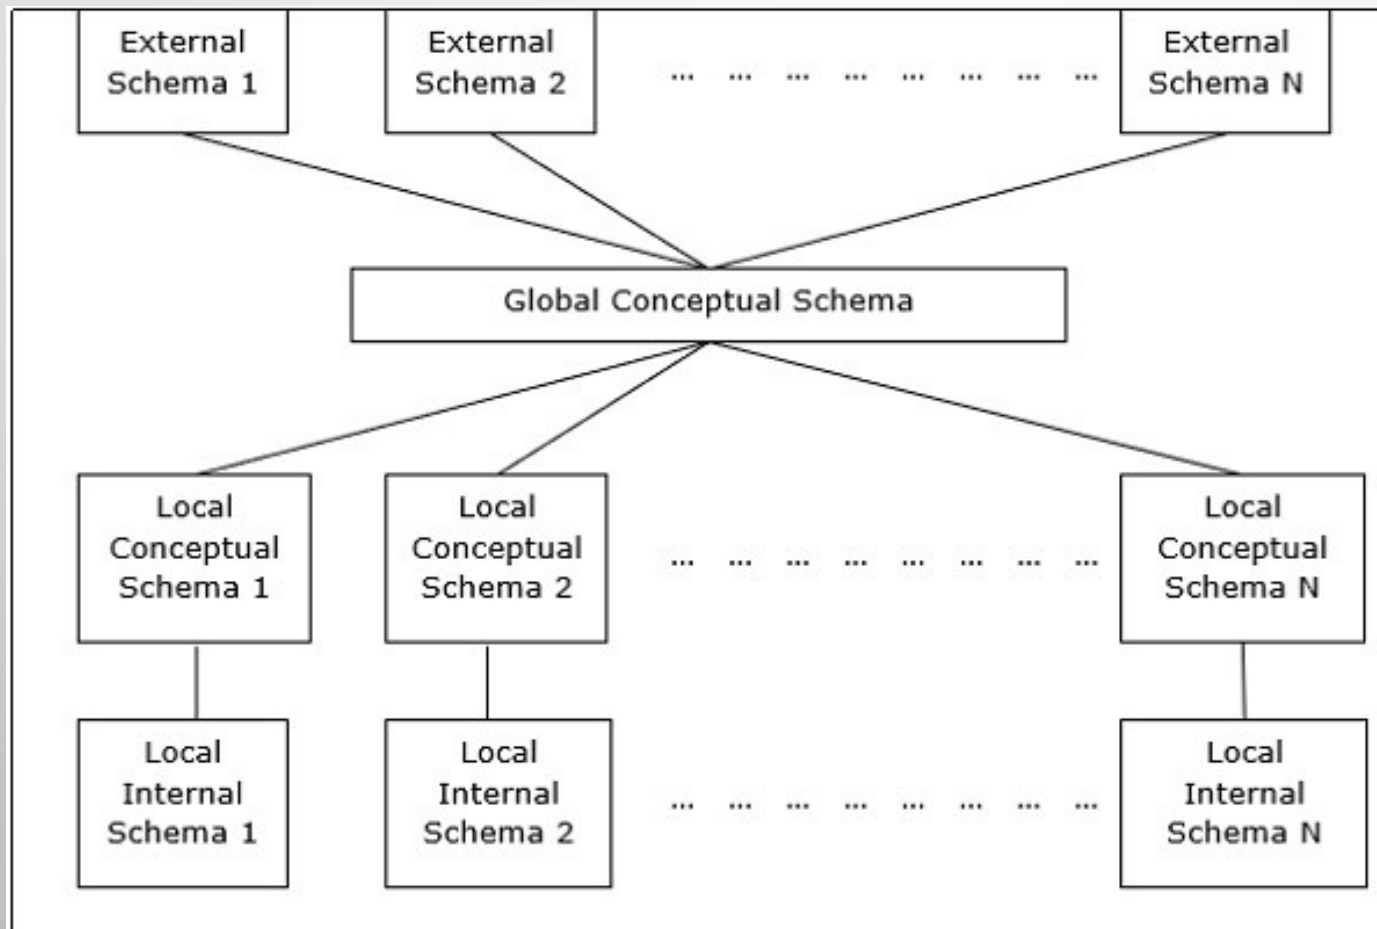 External
Schema 1
External
Schema 2
... ... ... ... ... ... ... ...
External
Schema N
Global Conceptual Schema
Local
Conceptual
Schema 1
Local
Conceptual
Schema 2
... ... ... ... ... ... ... ...
Local
Conceptual
Schema N
Local
Internal
Schema 1
Local
Internal
Schema 2
... ... ... ... ... ... ... ...
Local
Internal
Schema N